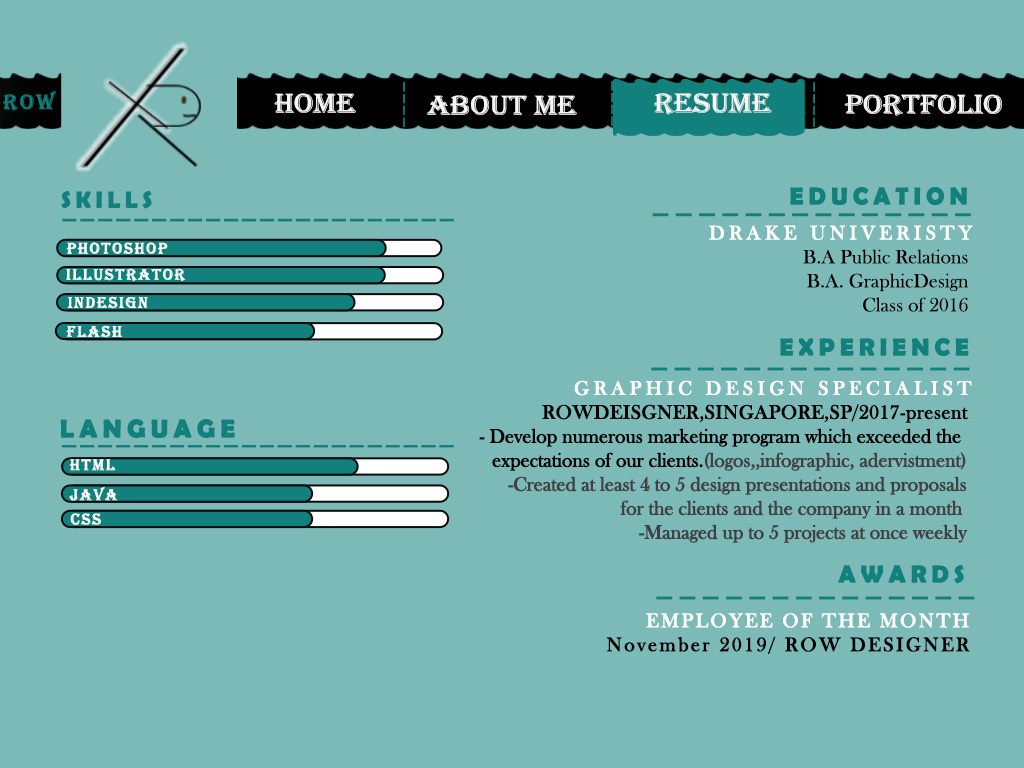 ROW
HOME
ABOUT ME
RESUME
PORTFOLIO
SKILLS
PHOTOSHOP
ILLUSTRATOR
INDESIGN
FLASH
LANGUAGE
HTML
JAVA
CSS
EDUCATION
DRAKE UNIVERISTY
B.A Public Relations
B.A. GraphicDesign
Class of 2016
EXPERIENCE
GRAPHIC DESIGN SPECIALIST
ROWDEISGNER,SINGAPORE,SP/2017-present
- Develop numerous marketing program which exceeded the
expectations of our clients.(logos,,infographic, adervistment)
-Created at least 4 to 5 design presentations and proposals
for the clients and the company in a month
-Managed up to 5 projects at once weekly
AWARDS
EMPLOYEE OF THE MONTH
November 2019/ ROW DESIGNER